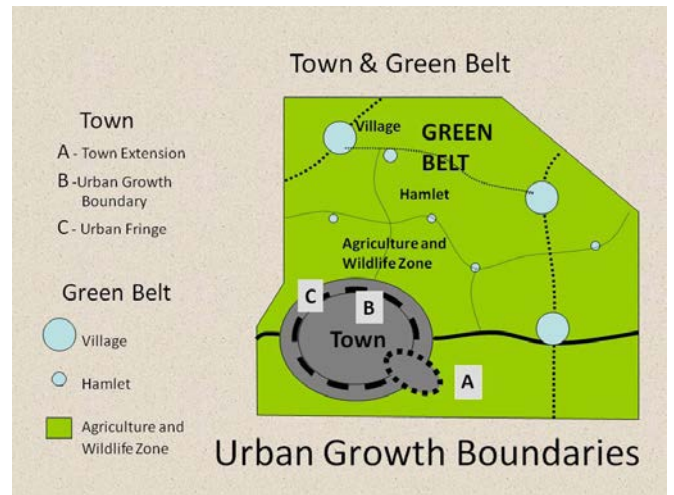 Town & Green Belt
Town
A - Town Extension
B -Urban Growth
Boundary
C - Urban Fringe
Green Belt
Village
Hamlet
Agriculture and
Wildlife Zone
Village
GREEN
BELT
Hamlet
Agriculture and
Wildlife Zone
C
B
Town
A
Urban Growth Boundaries